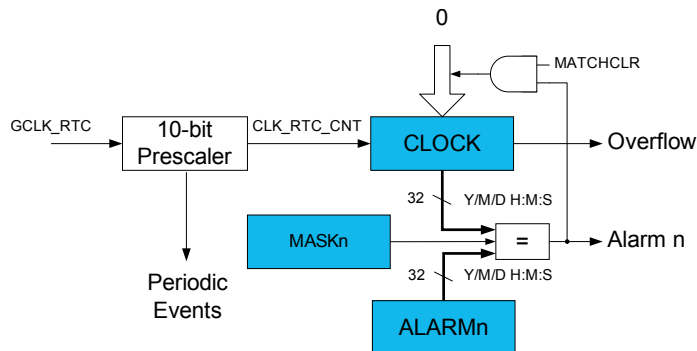 0
MATCHCLR
GCLK_RTC
10-bit
Prescaler
CLK_RTC_CNT
CLOCK
Overflow
32
Y/M/D H:M:S
MASKn
=
Alarm n
32
Y/M/D H:M:S
Periodic
Events
ALARMn